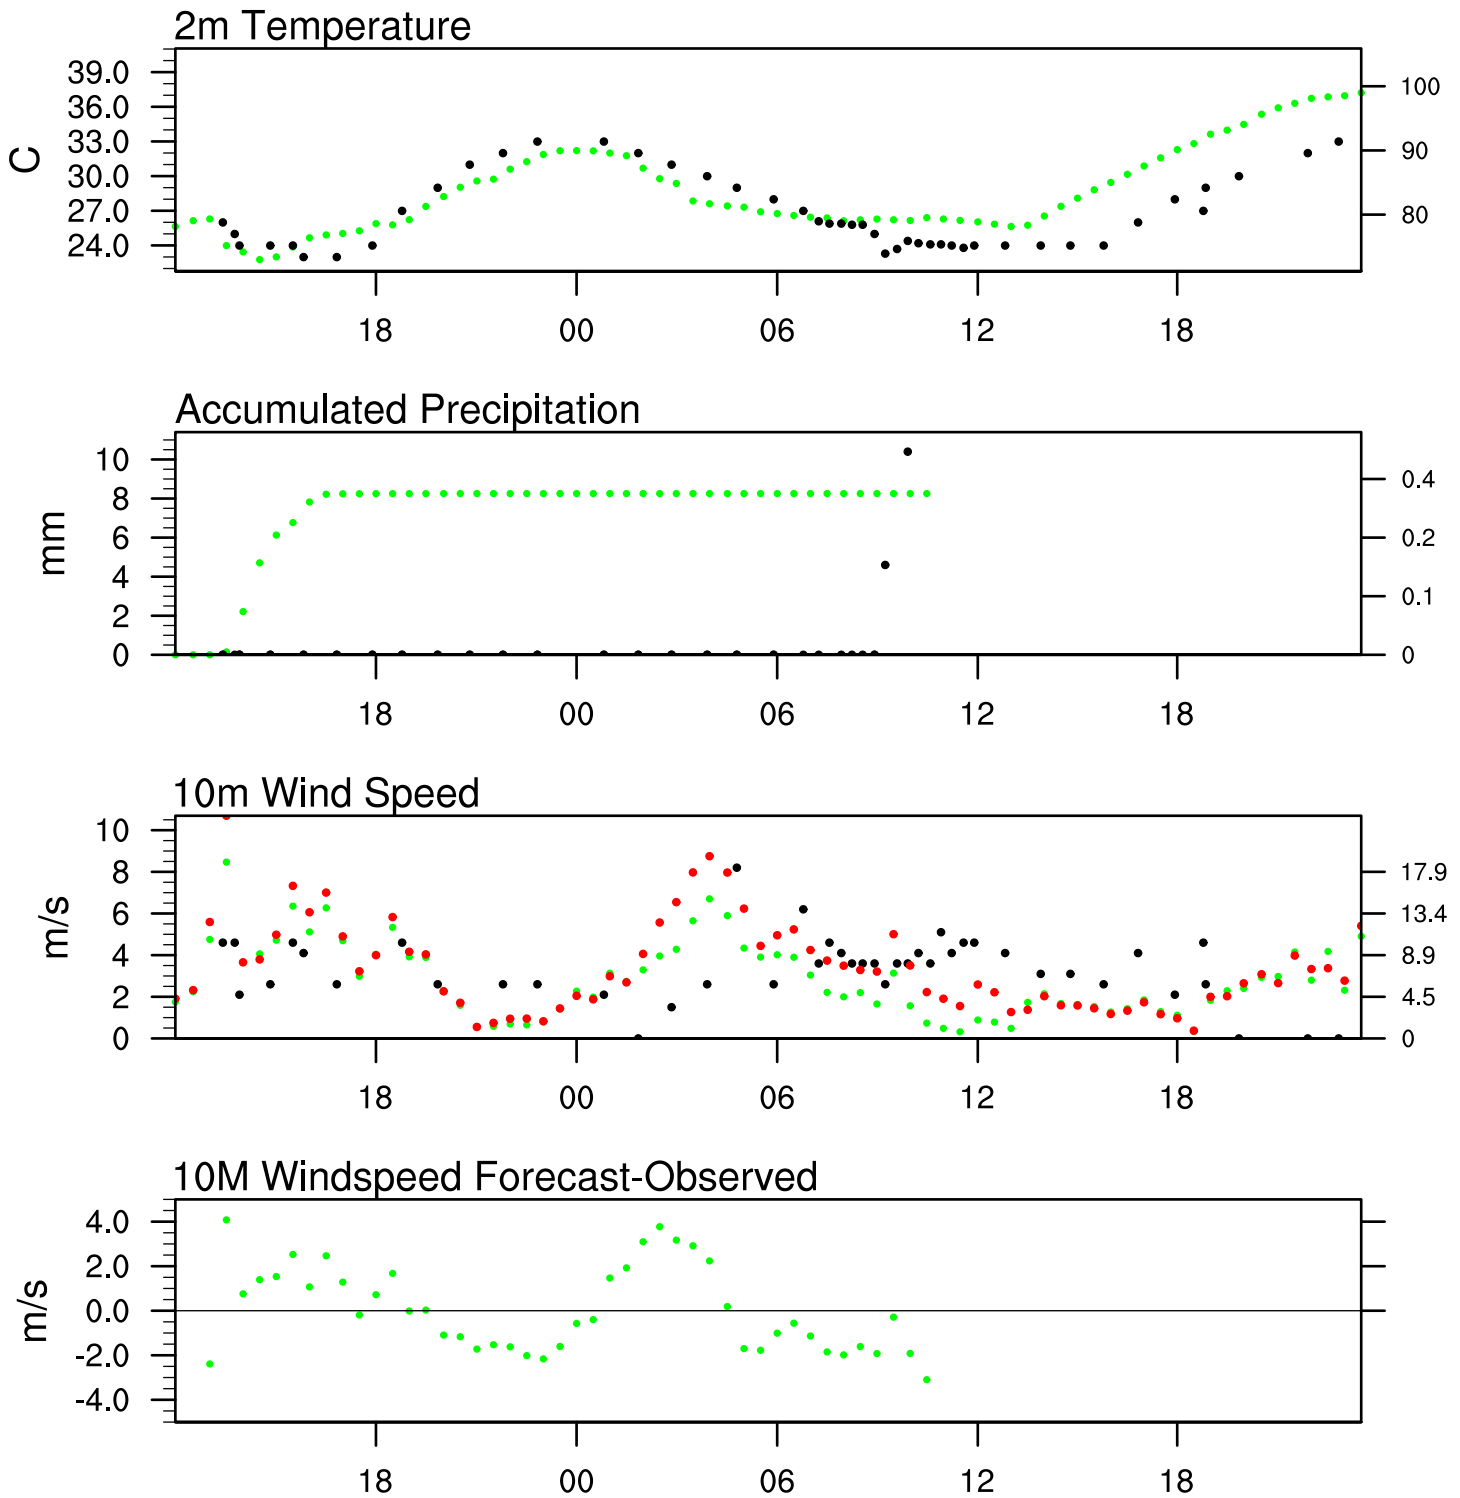 2m Temperature
39.0
36.0
33.0
30.0
27.0
24.0
C
100
90
80
18 00 06 12 18
Accumulated Precipitation
10
8
6
4
2
0
mm
0.4
0.2
0.1
0
18 00 06 12 18
10m Wind Speed
10
8
6
4
2
0
m/s
17.9
13.4
8.9
4.5
0
18 00 06 12 18
10M Windspeed Forecast-Observed
4.0
2.0
0.0
-2.0
-4.0
m/s
18 00 06 12 18